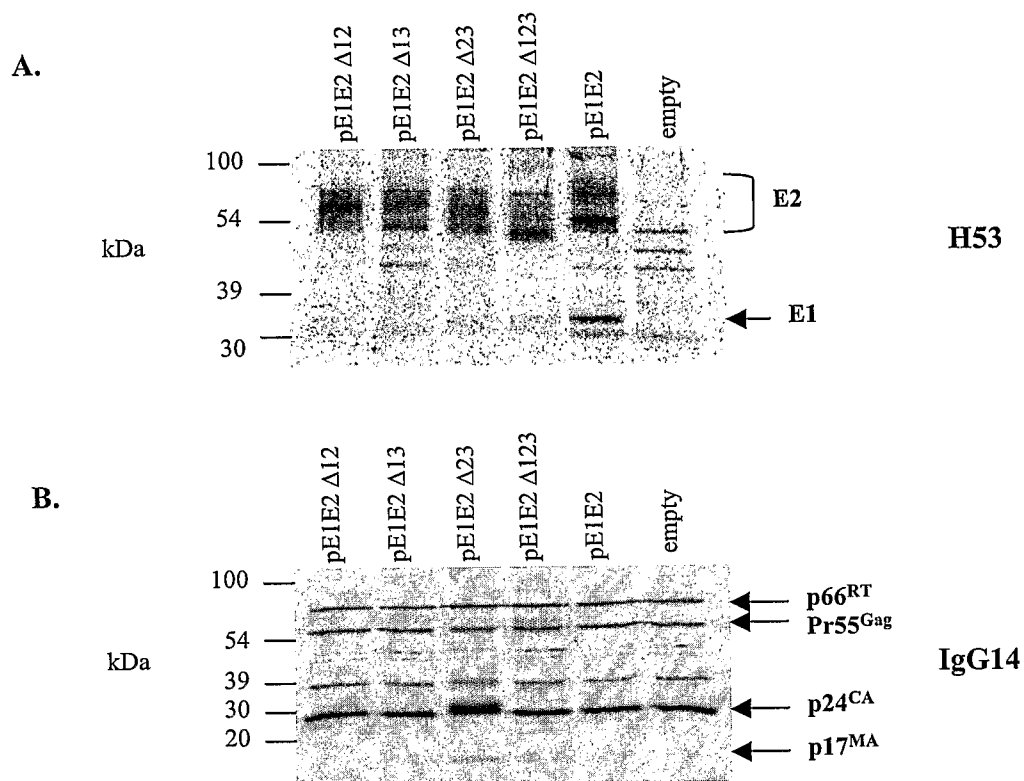 A.
pE1E2 Δ12
pE1E2 Δ13
pE1E2 Δ23
pE1E2 Δ123
pE1E2
empty
100
54
kDa
39
30
E2
E1
H53
B.
pE1E2 Δ12
pE1E2 Δ13
pE1E2 Δ23
pE1E2 Δ123
pE1E2
empty
100
54
kDa
39
30
20
p66RT
Pr55Gag
p24CA
p17MA
IgG14